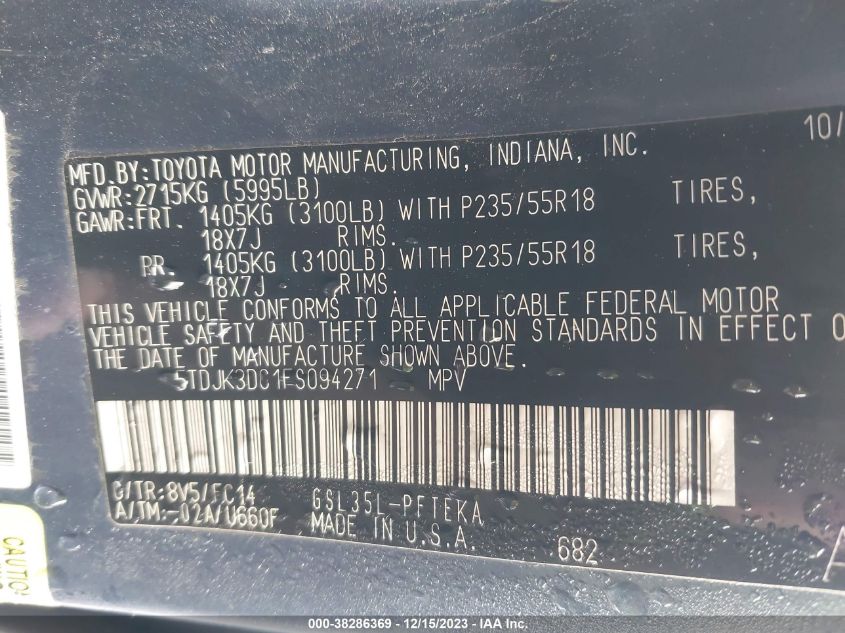 10/
MFD.BY:TOYOTA MOTOR MANUFACTURING, INDIANA, INC.
GVWR:2715KG (5995LB)
GAWR:FRT. 1405KG (3100LB) WITH P235/55R18 TIRES,
18X7J RIMS.
RR. 1405KG (3100LB) WITH P235/55R18 TIRES,
18X7J RIMS.
THIS VEHICLE CONFORMS TO ALL APPLICABLE FEDERAL MOTOR
VEHICLE SAFETY AND THEFT PREVENTION STANDARDS IN EFFECT O
THE DATE OF MANUFACTURE SHOWN ABOVE.
5TDJK3DC1FS094271 MPV
C/TR:8V5/FC14 GSL35L-PFTEKA
A/TM:-02A/U660F MADE IN U.S.A. 682
A
CAUTIO
000-38286369 - 12/15/2023 - IAA Inc.